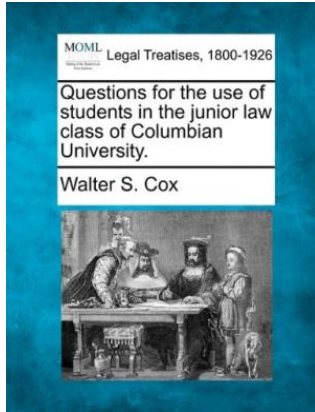 MOML
Legal Treatises, 1800-1926
Questions for the use of
students in the junior law
class of Columbian
University.
Walter S. Cox